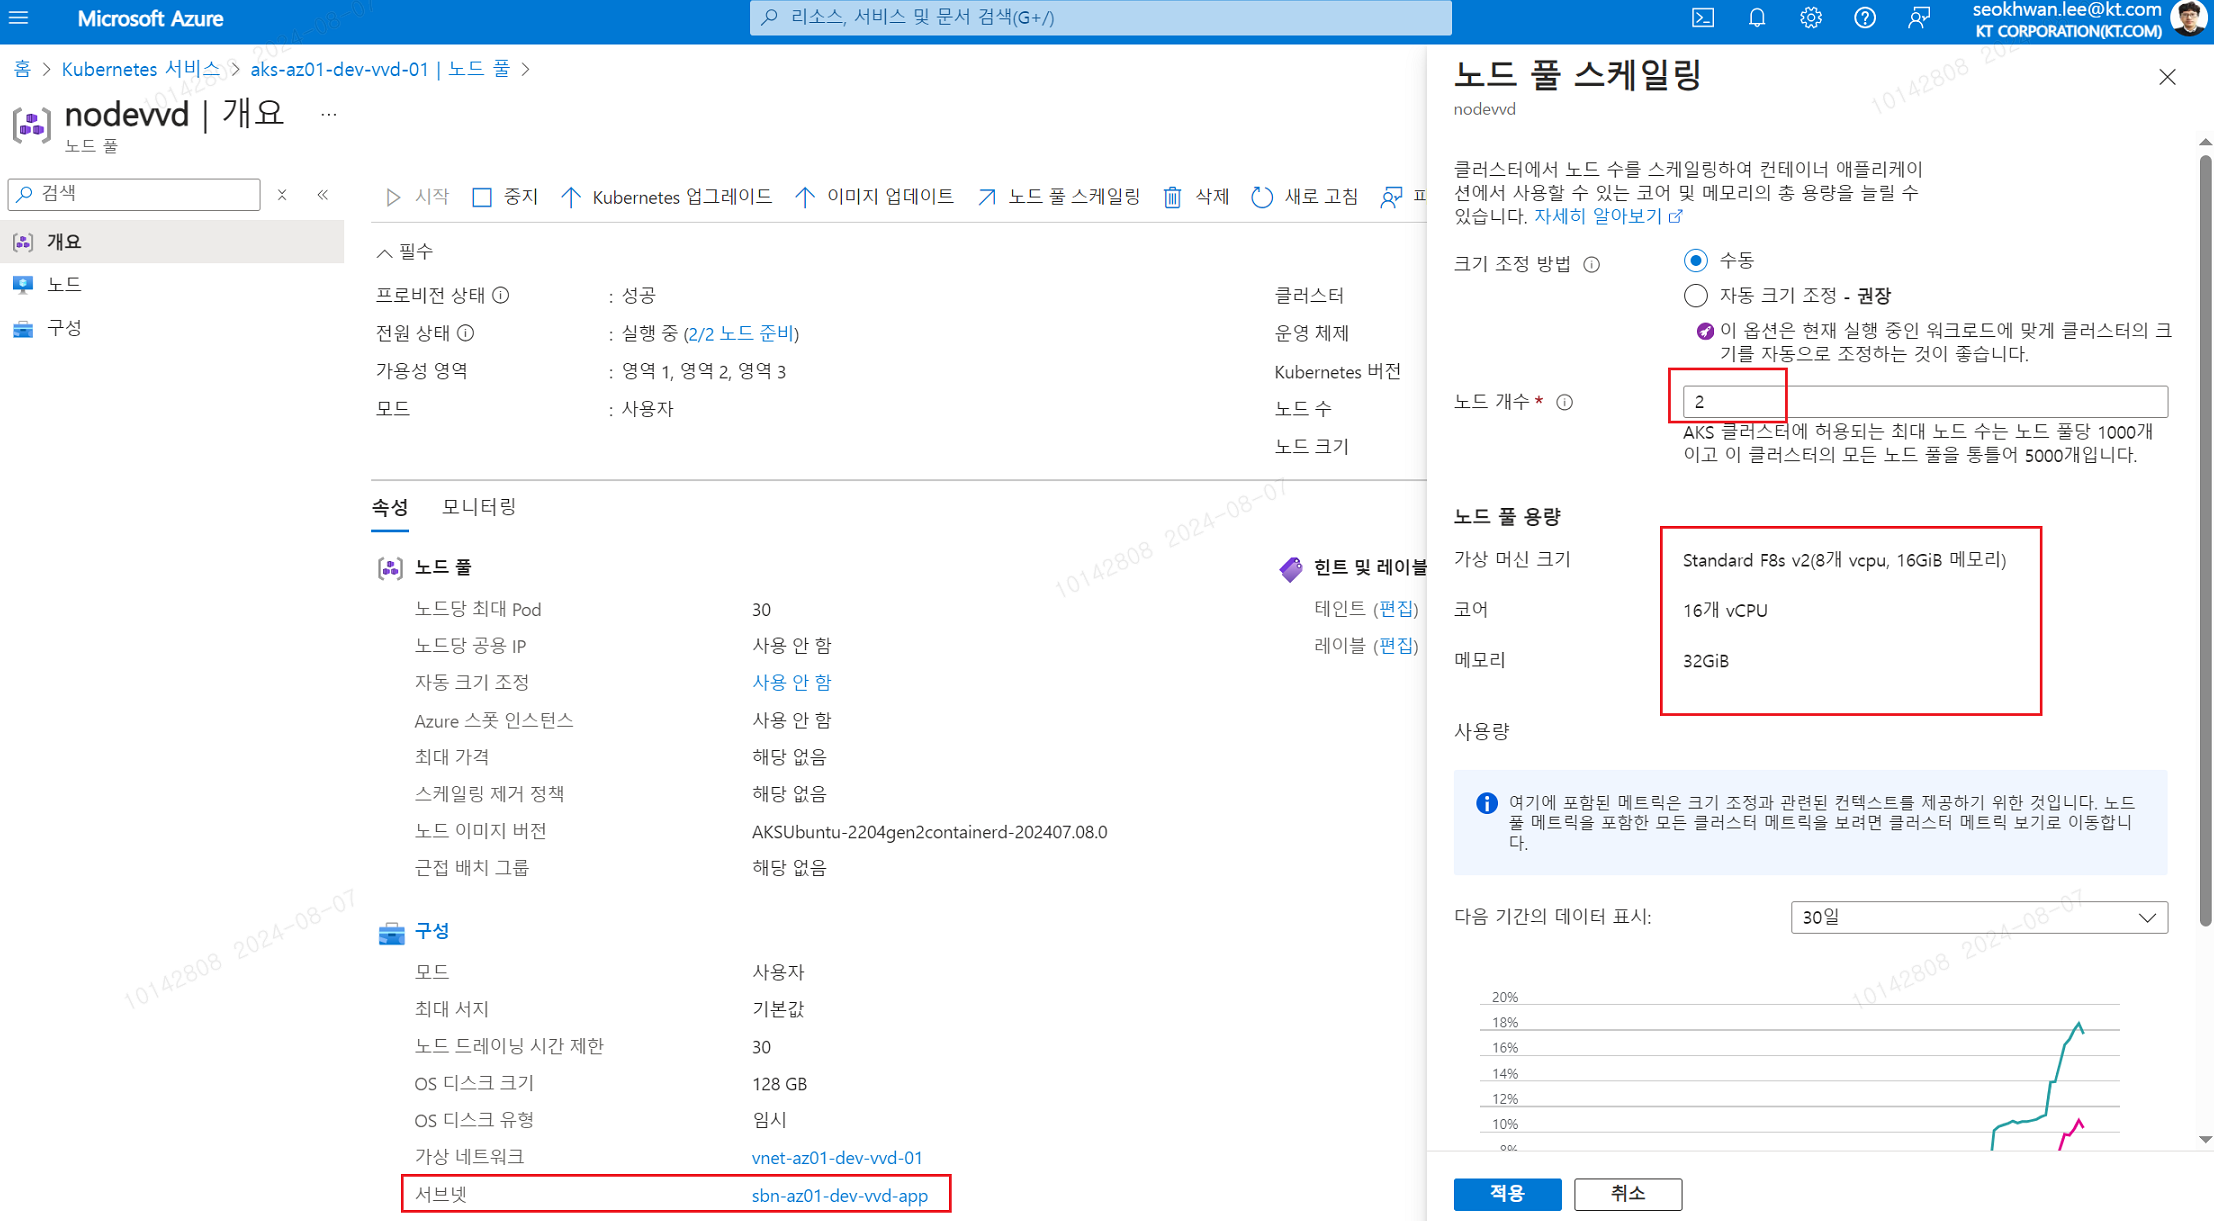 Microsoft Azure
리소스, 서비스 및 문서 검색(G+/)
seokhwan.lee@kt.com
KT CORPORATION(KT.COM)
홈 > Kubernetes 서비스 > aks-az01-dev-vvd-01 | 노드 풀 >
nodevvd | 개요 ...
노드 풀
검색
개요
노드
구성
시작 중지 Kubernetes 업그레이드 이미지 업데이트 노드 풀 스케일링 삭제 새로 고침
필수
프로비전 상태 : 성공
전원 상태 : 실행 중 (2/2 노드 준비)
가용성 영역 : 영역 1, 영역 2, 영역 3
모드 : 사용자
클러스터
운영 체제
Kubernetes 버전
노드 수
노드 크기
속성 모니터링
노드 풀
노드당 최대 Pod 30
노드당 공용 IP 사용 안 함
자동 크기 조정 사용 안 함
Azure 스폿 인스턴스 사용 안 함
최대 가격 해당 없음
스케일링 제거 정책 해당 없음
노드 이미지 버전 AKSUbuntu-2204gen2containerd-202407.08.0
근접 배치 그룹 해당 없음
힌트 및 레이블
테인트 (편집)
레이블 (편집)
구성
모드 사용자
최대 서지 기본값
노드 드레이닝 시간 제한 30
OS 디스크 크기 128 GB
OS 디스크 유형 임시
가상 네트워크 vnet-az01-dev-vvd-01
서브넷 sbn-az01-dev-vvd-app
노드 풀 스케일링
nodevvd
클러스터에서 노드 수를 스케일링하여 컨테이너 애플리케이
션에서 사용할 수 있는 코어 및 메모리의 총 용량을 늘릴 수
있습니다. 자세히 알아보기
크기 조정 방법 수동
자동 크기 조정 - 권장
이 옵션은 현재 실행 중인 워크로드에 맞게 클러스터의 크
기를 자동으로 조정하는 것이 좋습니다.
노드 개수 * 2
AKS 클러스터에 허용되는 최대 노드 수는 노드 풀당 1000개
이고 이 클러스터의 모든 노드 풀을 통틀어 5000개입니다.
노드 풀 용량
가상 머신 크기 Standard F8s v2(8개 vcpu, 16GiB 메모리)
코어 16개 vCPU
메모리 32GiB
사용량
여기에 포함된 메트릭은 크기 조정과 관련된 컨텍스트를 제공하기 위한 것입니다. 노드
풀 메트릭을 포함한 모든 클러스터 메트릭을 보려면 클러스터 메트릭 보기로 이동합니
다.
다음 기간의 데이터 표시: 30일
20%
18%
16%
14%
12%
10%
적용 취소
10142808 2024-08-07
10142808 2024-08-07
10142808 2024-08-07